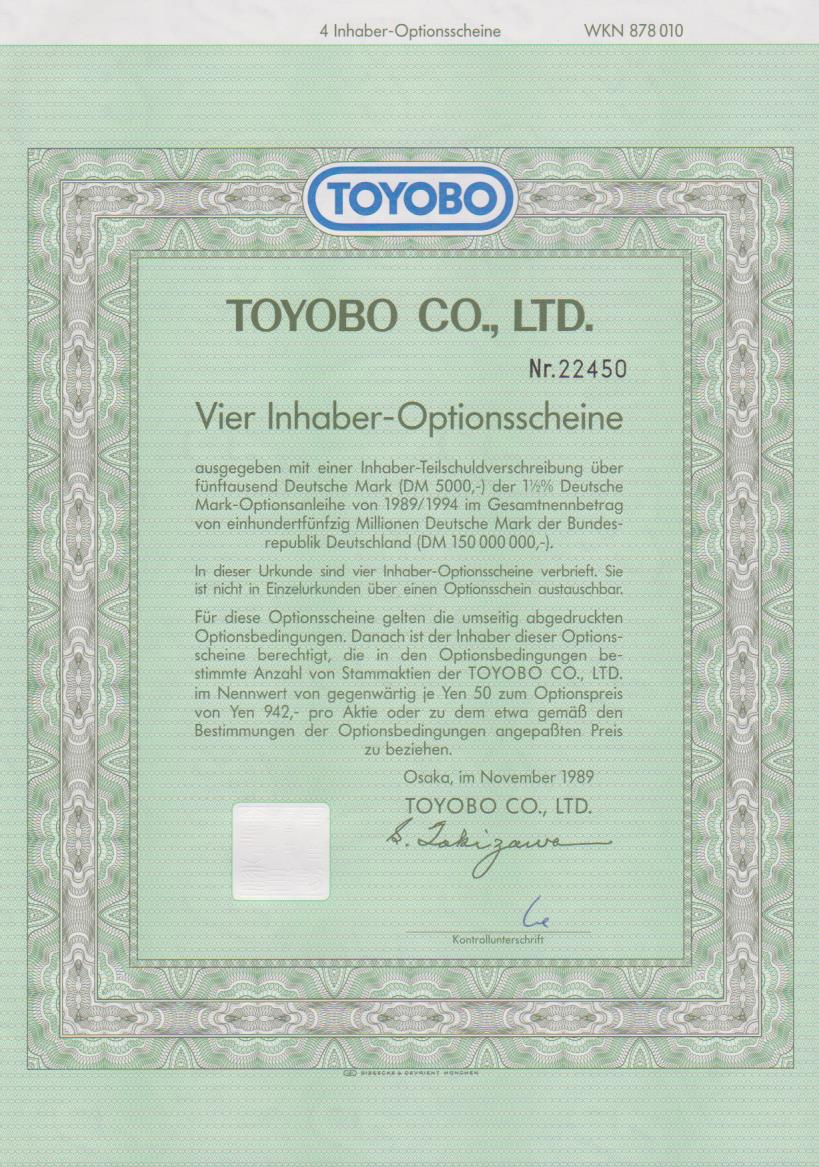 4 Inhaber-Optionsscheine WKN 878 010
TOYOBO
TOYOBO CO., LTD.
Nr. 22450
Vier Inhaber-Optionsscheine
ausgegeben mit einer Inhaber-Teilschuldverschreibung über
fünftausend Deutsche Mark (DM 5000,-) der 1½% Deutsche
Mark-Optionsanleihe von 1989/1994 im Gesamtnennbetrag
von einhundertfünfzig Millionen Deutsche Mark der Bundes-
republik Deutschland (DM 150 000 000,-).
In dieser Urkunde sind vier Inhaber-Optionsscheine verbrieft. Sie
ist nicht in Einzelurkunden über einen Optionsschein austauschbar.
Für diese Optionsscheine gelten die umseitig abgedruckten
Optionsbedingungen. Danach ist der Inhaber dieser Options-
scheine berechtigt, die in den Optionsbedingungen be-
stimmte Anzahl von Stammaktien der TOYOBO CO., LTD.
im Nennwert von gegenwärtig je Yen 50 zum Optionspreis
von Yen 942,- pro Aktie oder zu dem etwa gemäß den
Bestimmungen der Optionsbedingungen angepaßten Preis
zu beziehen.
Osaka, im November 1989
TOYOBO CO., LTD.
S. Takizawa
Kontrollunterschrift
GIESECKE & DEVRIENT MÜNCHEN